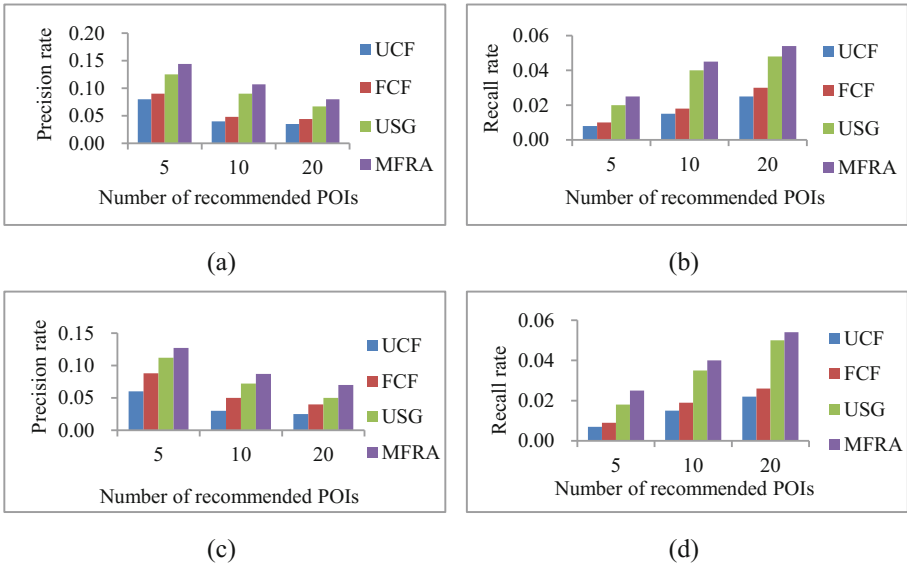 0.20
0.15
0.10
0.05
0.00
Precision rate
5 10 20
Number of recommended POIs
UCF
FCF
USG
MFRA
(a)
0.06
0.04
0.02
0.00
Recall rate
5 10 20
Number of recommended POIs
UCF
FCF
USG
MFRA
(b)
0.15
0.10
0.05
0.00
Precision rate
5 10 20
Number of recommended POIs
UCF
FCF
USG
MFRA
(c)
0.06
0.04
0.02
0.00
Recall rate
5 10 20
Number of recommended POIs
UCF
FCF
USG
MFRA
(d)